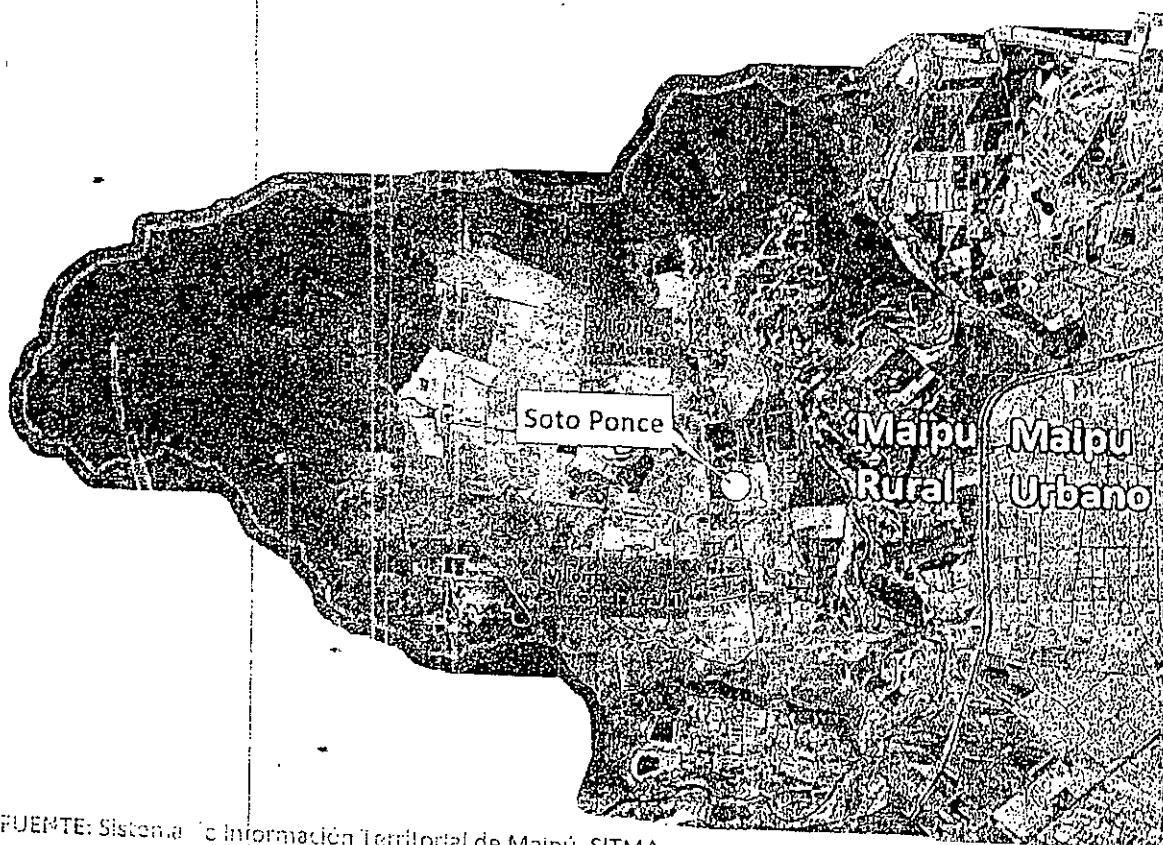 Soto Ponce
Maipu Maipu
Rural Urbano
FUENTE: Sistema de Información Territorial de Maipú, SITMA